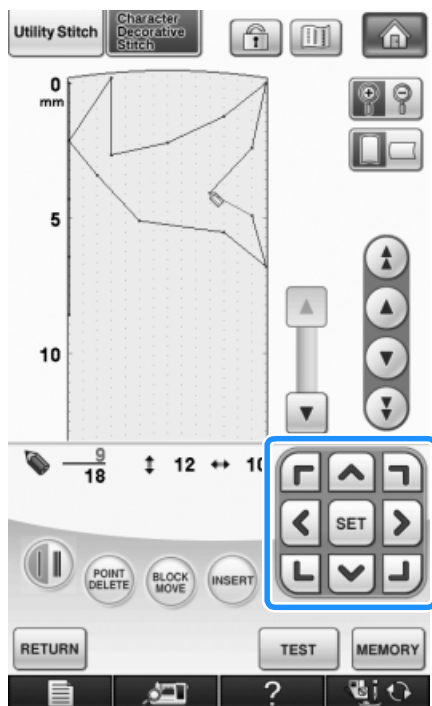 Utility Stitch
Character
Decorative
Stitch
0
mm
5
10
9
18
12
10
SET
POINT
DELETE
BLOCK
MOVE
INSERT
RETURN
TEST
MEMORY
?